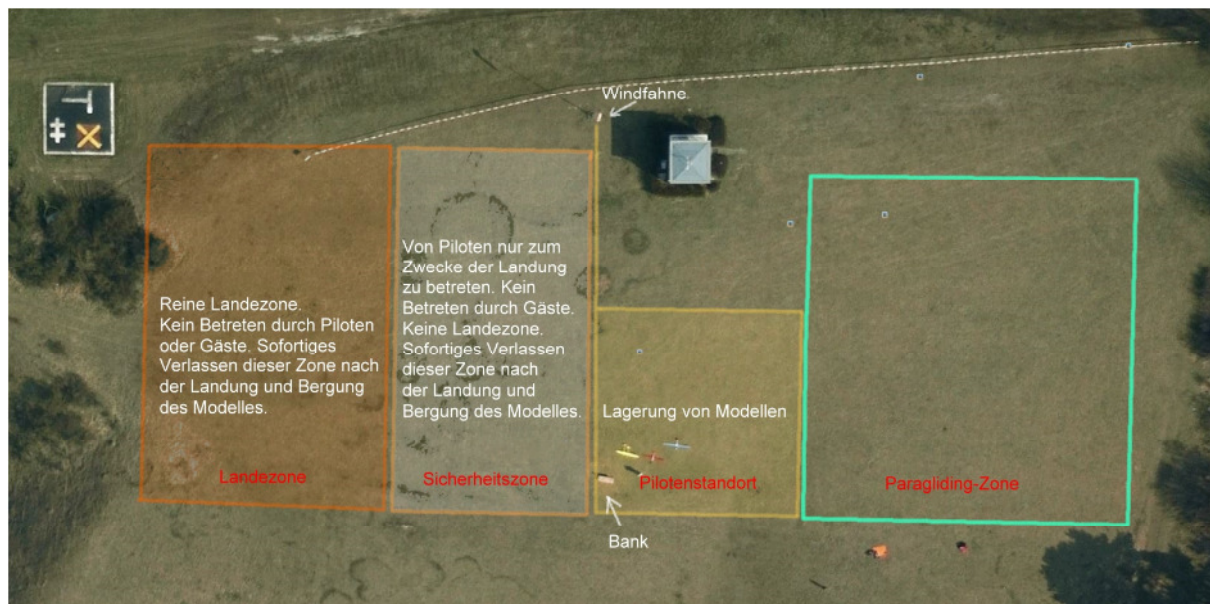 Windfahne
Reine Landezone.
Kein Betreten durch Piloten
oder Gäste. Sofortiges
Verlassen dieser Zone nach
der Landung und Bergung
des Modelles.
Landezone
Von Piloten nur zum
Zwecke der Landung
zu betreten. Kein
Betreten durch Gäste.
Keine Landezone.
Sofortiges Verlassen
dieser Zone nach
der Landung und
Bergung des Modelles.
Sicherheitszone
Lagerung von Modellen
Pilotenstandort
Bank
Paragliding-Zone